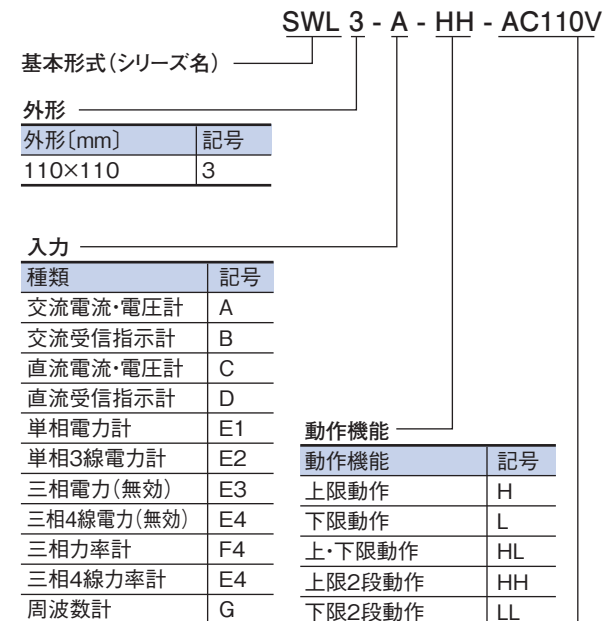 SWL 3 - A - HH - AC110V
基本形式(シリーズ名)
外形
外形〔mm〕 記号
110×110 3
入力
種類 記号
交流電流・電圧計 A
交流受信指示計 B
直流電流・電圧計 C
直流受信指示計 D
単相電力計 E1
単相3線電力計 E2
三相電力(無効) E3
三相4線電力(無効) E4
三相力率計 F4
三相4線力率計 E4
周波数計 G
動作機能
動作機能 記号
上限動作 H
下限動作 L
上・下限動作 HL
上限2段動作 HH
下限2段動作 LL